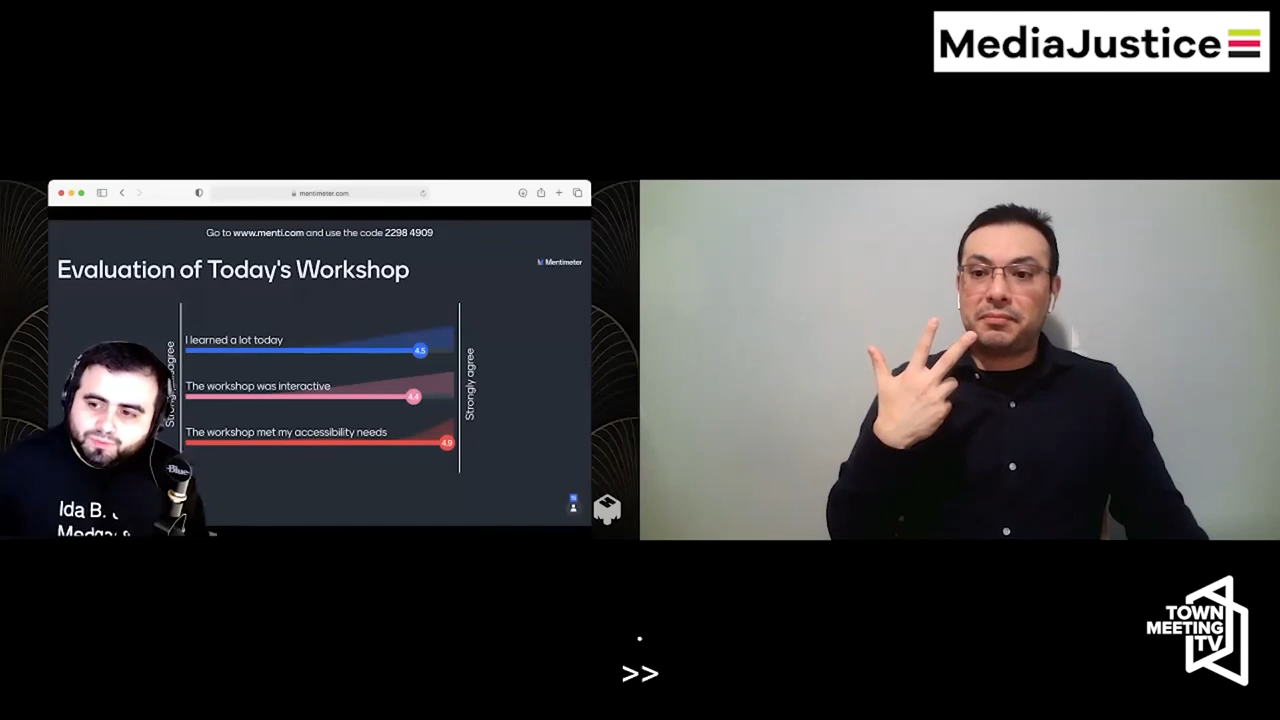 MediaJustice
mentimeter.com
Go to www.menti.com and use the code 2298 4909
Evaluation of Today's Workshop
Mentimeter
I learned a lot today
4.5
The workshop was interactive
4.4
The workshop met my accessibility needs
4.9
Strongly agree
Blue
Ida B.
TOWN
MEETING
TV
.
>>